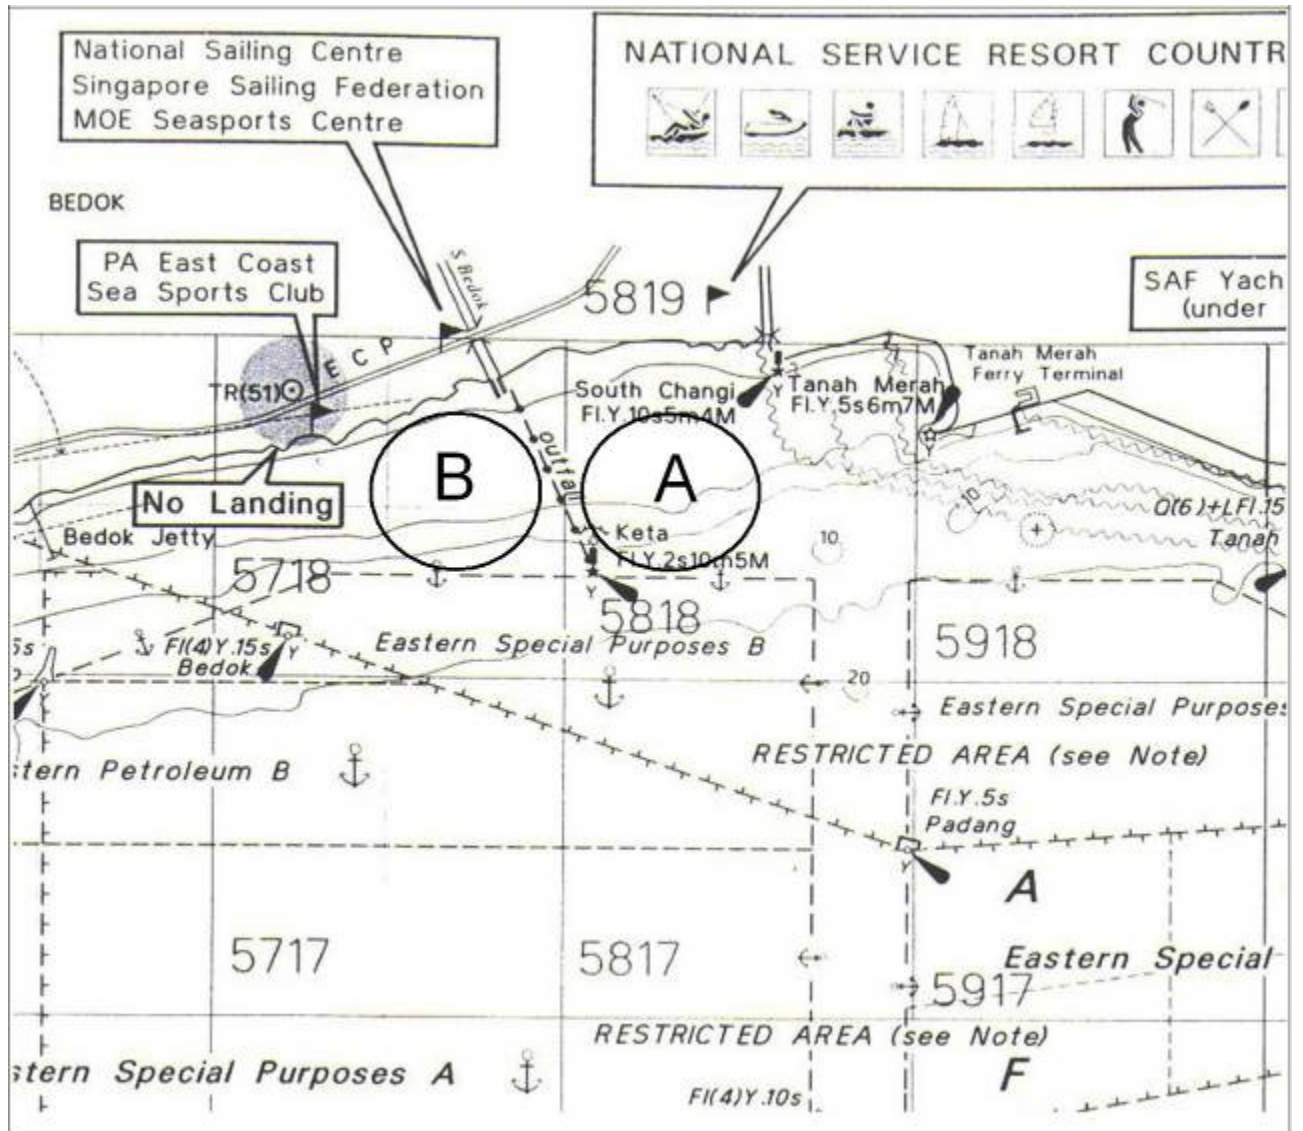 National Sailing Centre
Singapore Sailing Federation
MOE Seasports Centre
NATIONAL SERVICE RESORT COUNTR
BEDOK
PA East Coast
Sea Sports Club
S Bedok
5819
SAF Yach
(under
E C P
TR(51)
South Changi
Fl.Y.10s5m4M
Y
Tanah Merah
Fl.Y.5s6m7M
Tanah Merah
Ferry Terminal
B
outfall
A
No Landing
Bedok Jetty
Keta
Fl.Y.2s10m5M
Y
10
10
Q(6)+LFl.15
Tanah
5718
5818
5918
5s
Fl(4)Y.15s
Bedok
Y
Eastern Special Purposes B
20
Eastern Special Purposes
RESTRICTED AREA (see Note)
stern Petroleum B
Fl.Y.5s
Padang
Y
A
5717
5817
5917
Eastern Special
RESTRICTED AREA (see Note)
F
stern Special Purposes A
Fl(4)Y.10s